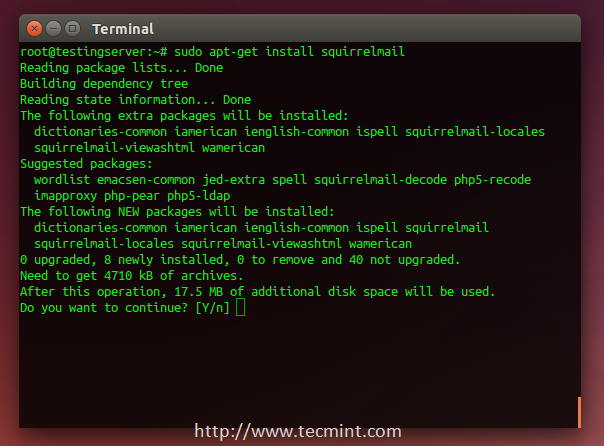 Terminal
root@testingserver:~# sudo apt-get install squirrelmail
Reading package lists... Done
Building dependency tree
Reading state information... Done
The following extra packages will be installed:
  dictionaries-common iamerican ienglish-common ispell squirrelmail-locales
  squirrelmail-viewashtml wamerican
Suggested packages:
  wordlist emacsen-common jed-extra spell squirrelmail-decode php5-recode
  imapproxy php-pear php5-ldap
The following NEW packages will be installed:
  dictionaries-common iamerican ienglish-common ispell squirrelmail
  squirrelmail-locales squirrelmail-viewashtml wamerican
0 upgraded, 8 newly installed, 0 to remove and 40 not upgraded.
Need to get 4710 kB of archives.
After this operation, 17.5 MB of additional disk space will be used.
Do you want to continue? [Y/n]
http://www.tecmint.com